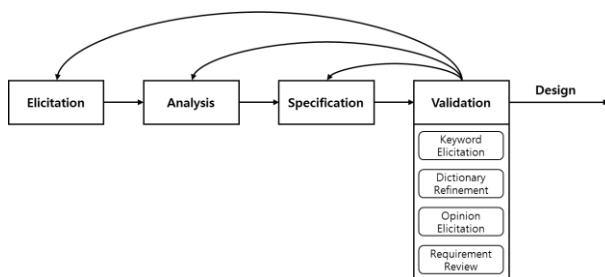 Elicitation
Analysis
Specification
Validation
Design
Keyword
Elicitation
Dictionary
Refinement
Opinion
Elicitation
Requirement
Review